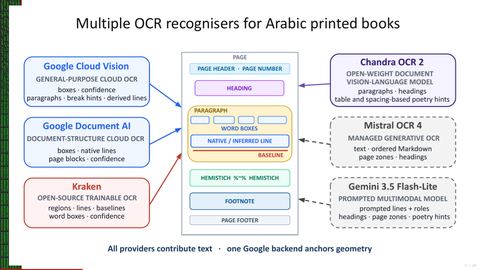 Multiple OCR recognisers for Arabic printed books
Google Cloud Vision
GENERAL-PURPOSE CLOUD OCR
boxes · confidence
paragraphs · break hints · derived lines
Google Document AI
DOCUMENT-STRUCTURE CLOUD OCR
boxes · native lines
page blocks · confidence
Kraken
OPEN-SOURCE TRAINABLE OCR
regions · lines · baselines
word boxes · confidence
PAGE
PAGE HEADER · PAGE NUMBER
HEADING
PARAGRAPH
WORD BOXES
NATIVE / INFERRED LINE
BASELINE
HEMISTICH %*% HEMISTICH
FOOTNOTE
PAGE FOOTER
Chandra OCR 2
OPEN-WEIGHT DOCUMENT
VISION-LANGUAGE MODEL
paragraphs · headings
table and spacing-based poetry hints
Mistral OCR 4
MANAGED GENERATIVE OCR
text · ordered Markdown
page zones · headings
Gemini 3.5 Flash-Lite
PROMPTED MULTIMODAL MODEL
prompted lines + roles
headings · page zones · poetry hints
All providers contribute text · one Google backend anchors geometry